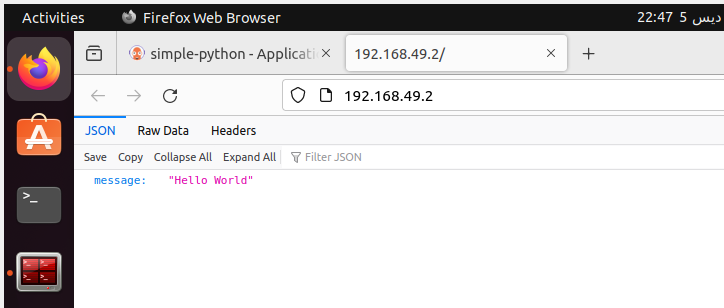 Activities Firefox Web Browser 22:47 5 ديس
simple-python - Applicati 192.168.49.2/
192.168.49.2
JSON Raw Data Headers
Save Copy Collapse All Expand All Filter JSON
message: "Hello World"